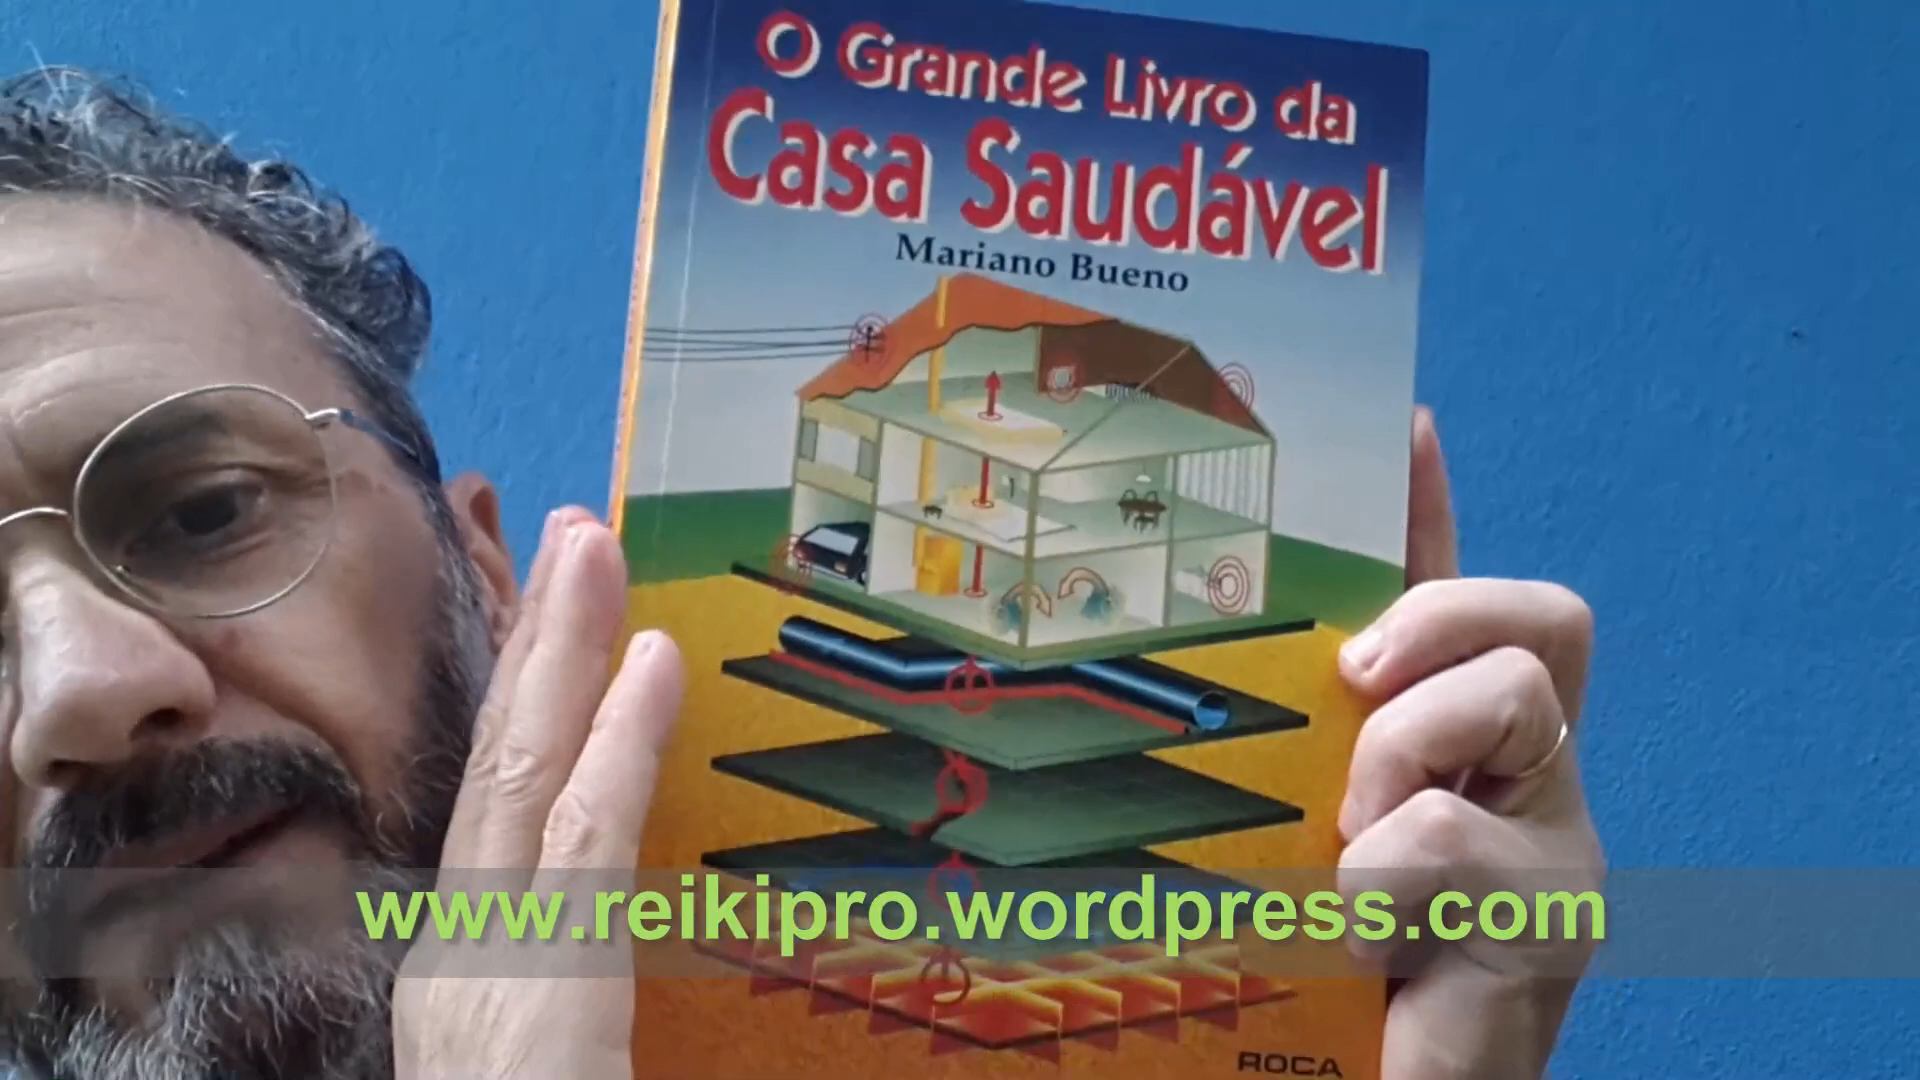 O Grande Livro da
Casa Saudável
Mariano Bueno
www.reikipro.wordpress.com
ROCA